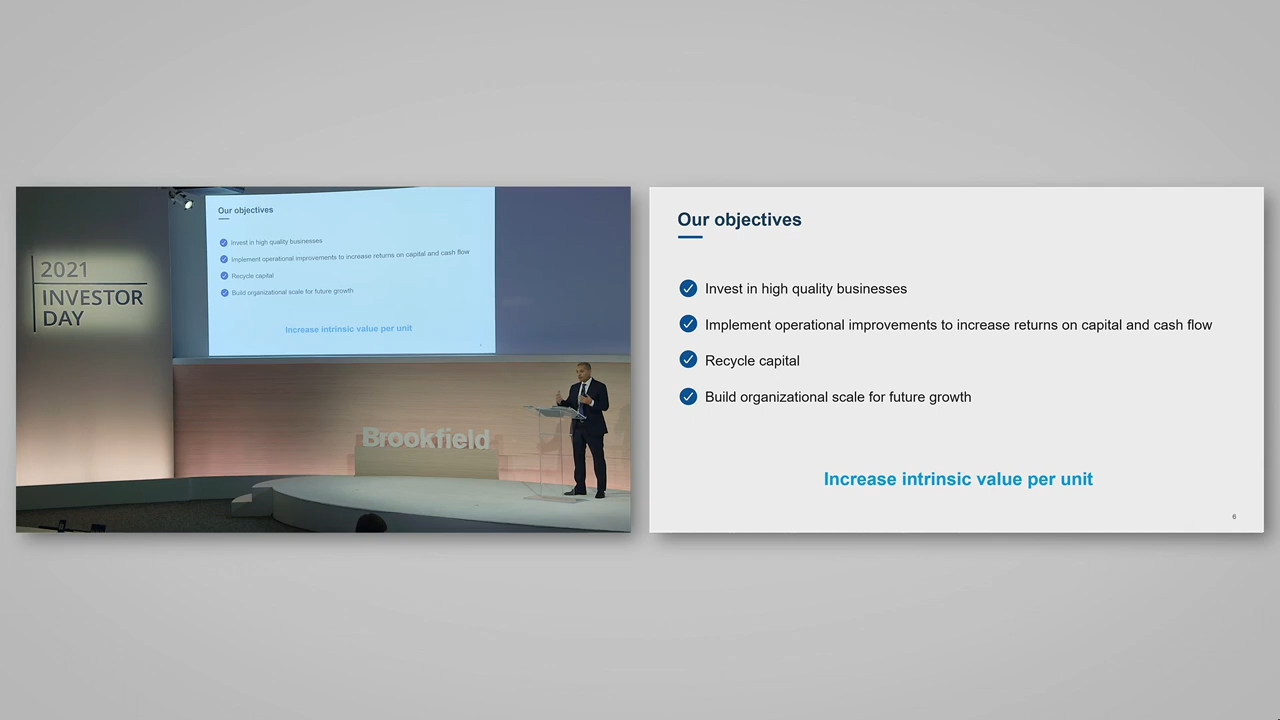 2021
INVESTOR
DAY
Our objectives
Invest in high quality businesses
Implement operational improvements to increase returns on capital and cash flow
Recycle capital
Build organizational scale for future growth
Increase intrinsic value per unit
Brookfield
Our objectives
Invest in high quality businesses
Implement operational improvements to increase returns on capital and cash flow
Recycle capital
Build organizational scale for future growth
Increase intrinsic value per unit
6